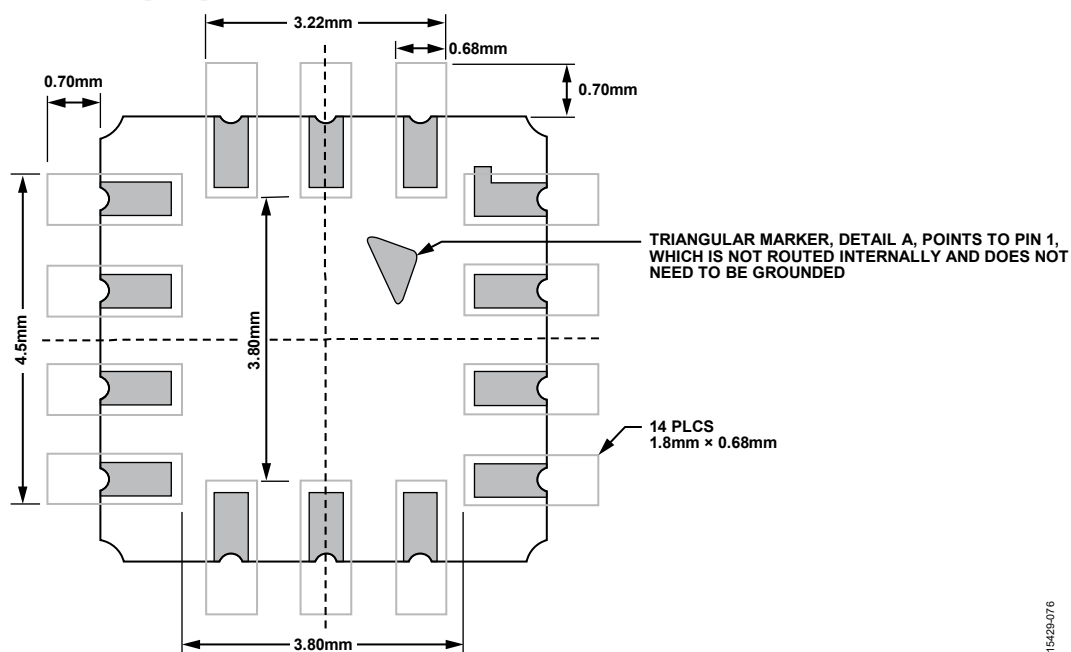 3.22mm
0.68mm
0.70mm
0.70mm
TRIANGULAR MARKER, DETAIL A, POINTS TO PIN 1,
WHICH IS NOT ROUTED INTERNALLY AND DOES NOT
NEED TO BE GROUNDED
4.5mm
3.80mm
14 PLCS
1.8mm × 0.68mm
3.80mm
15429-076